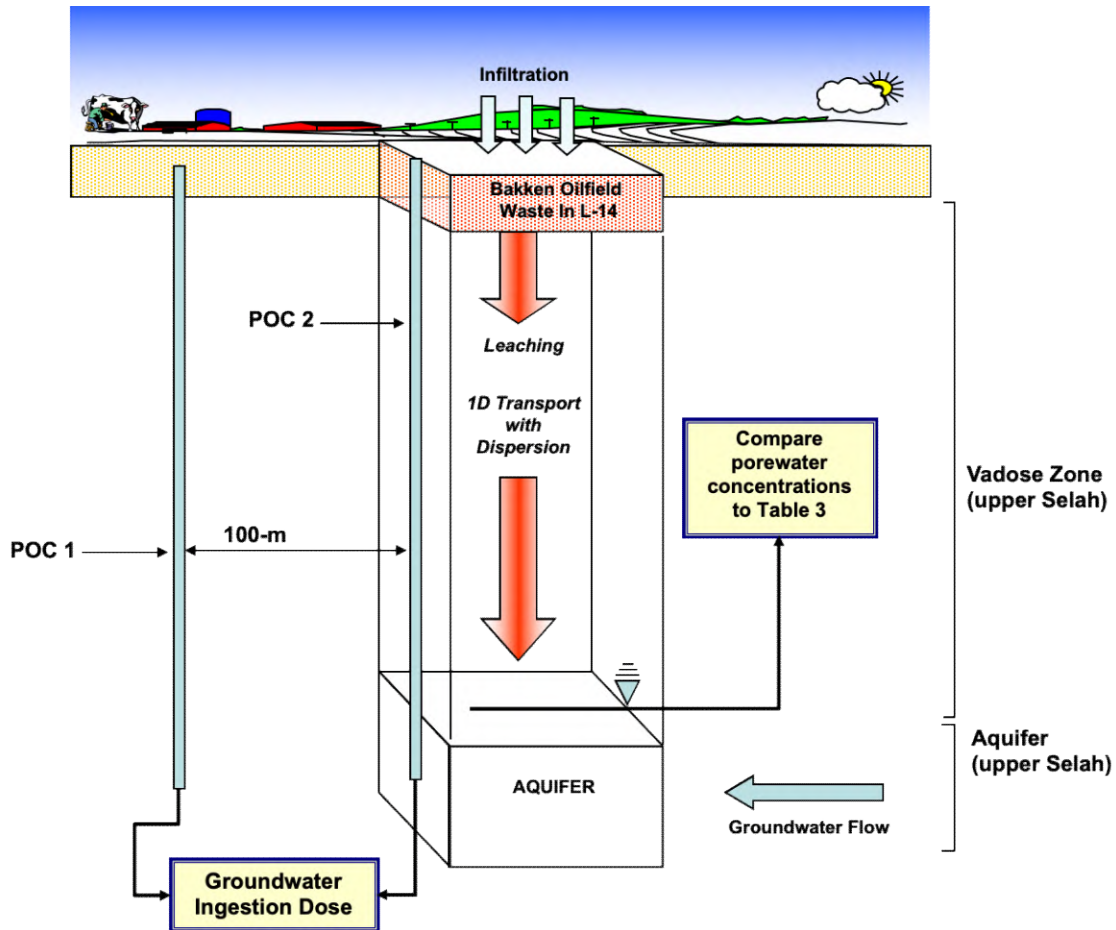 Infiltration
Bakken Oilfield
Waste In L-14
POC 2
Leaching
1D Transport
with
Dispersion
Compare
porewater
concentrations
to Table 3
Vadose Zone
(upper Selah)
POC 1
100-m
Aquifer
(upper Selah)
AQUIFER
Groundwater Flow
Groundwater
Ingestion Dose